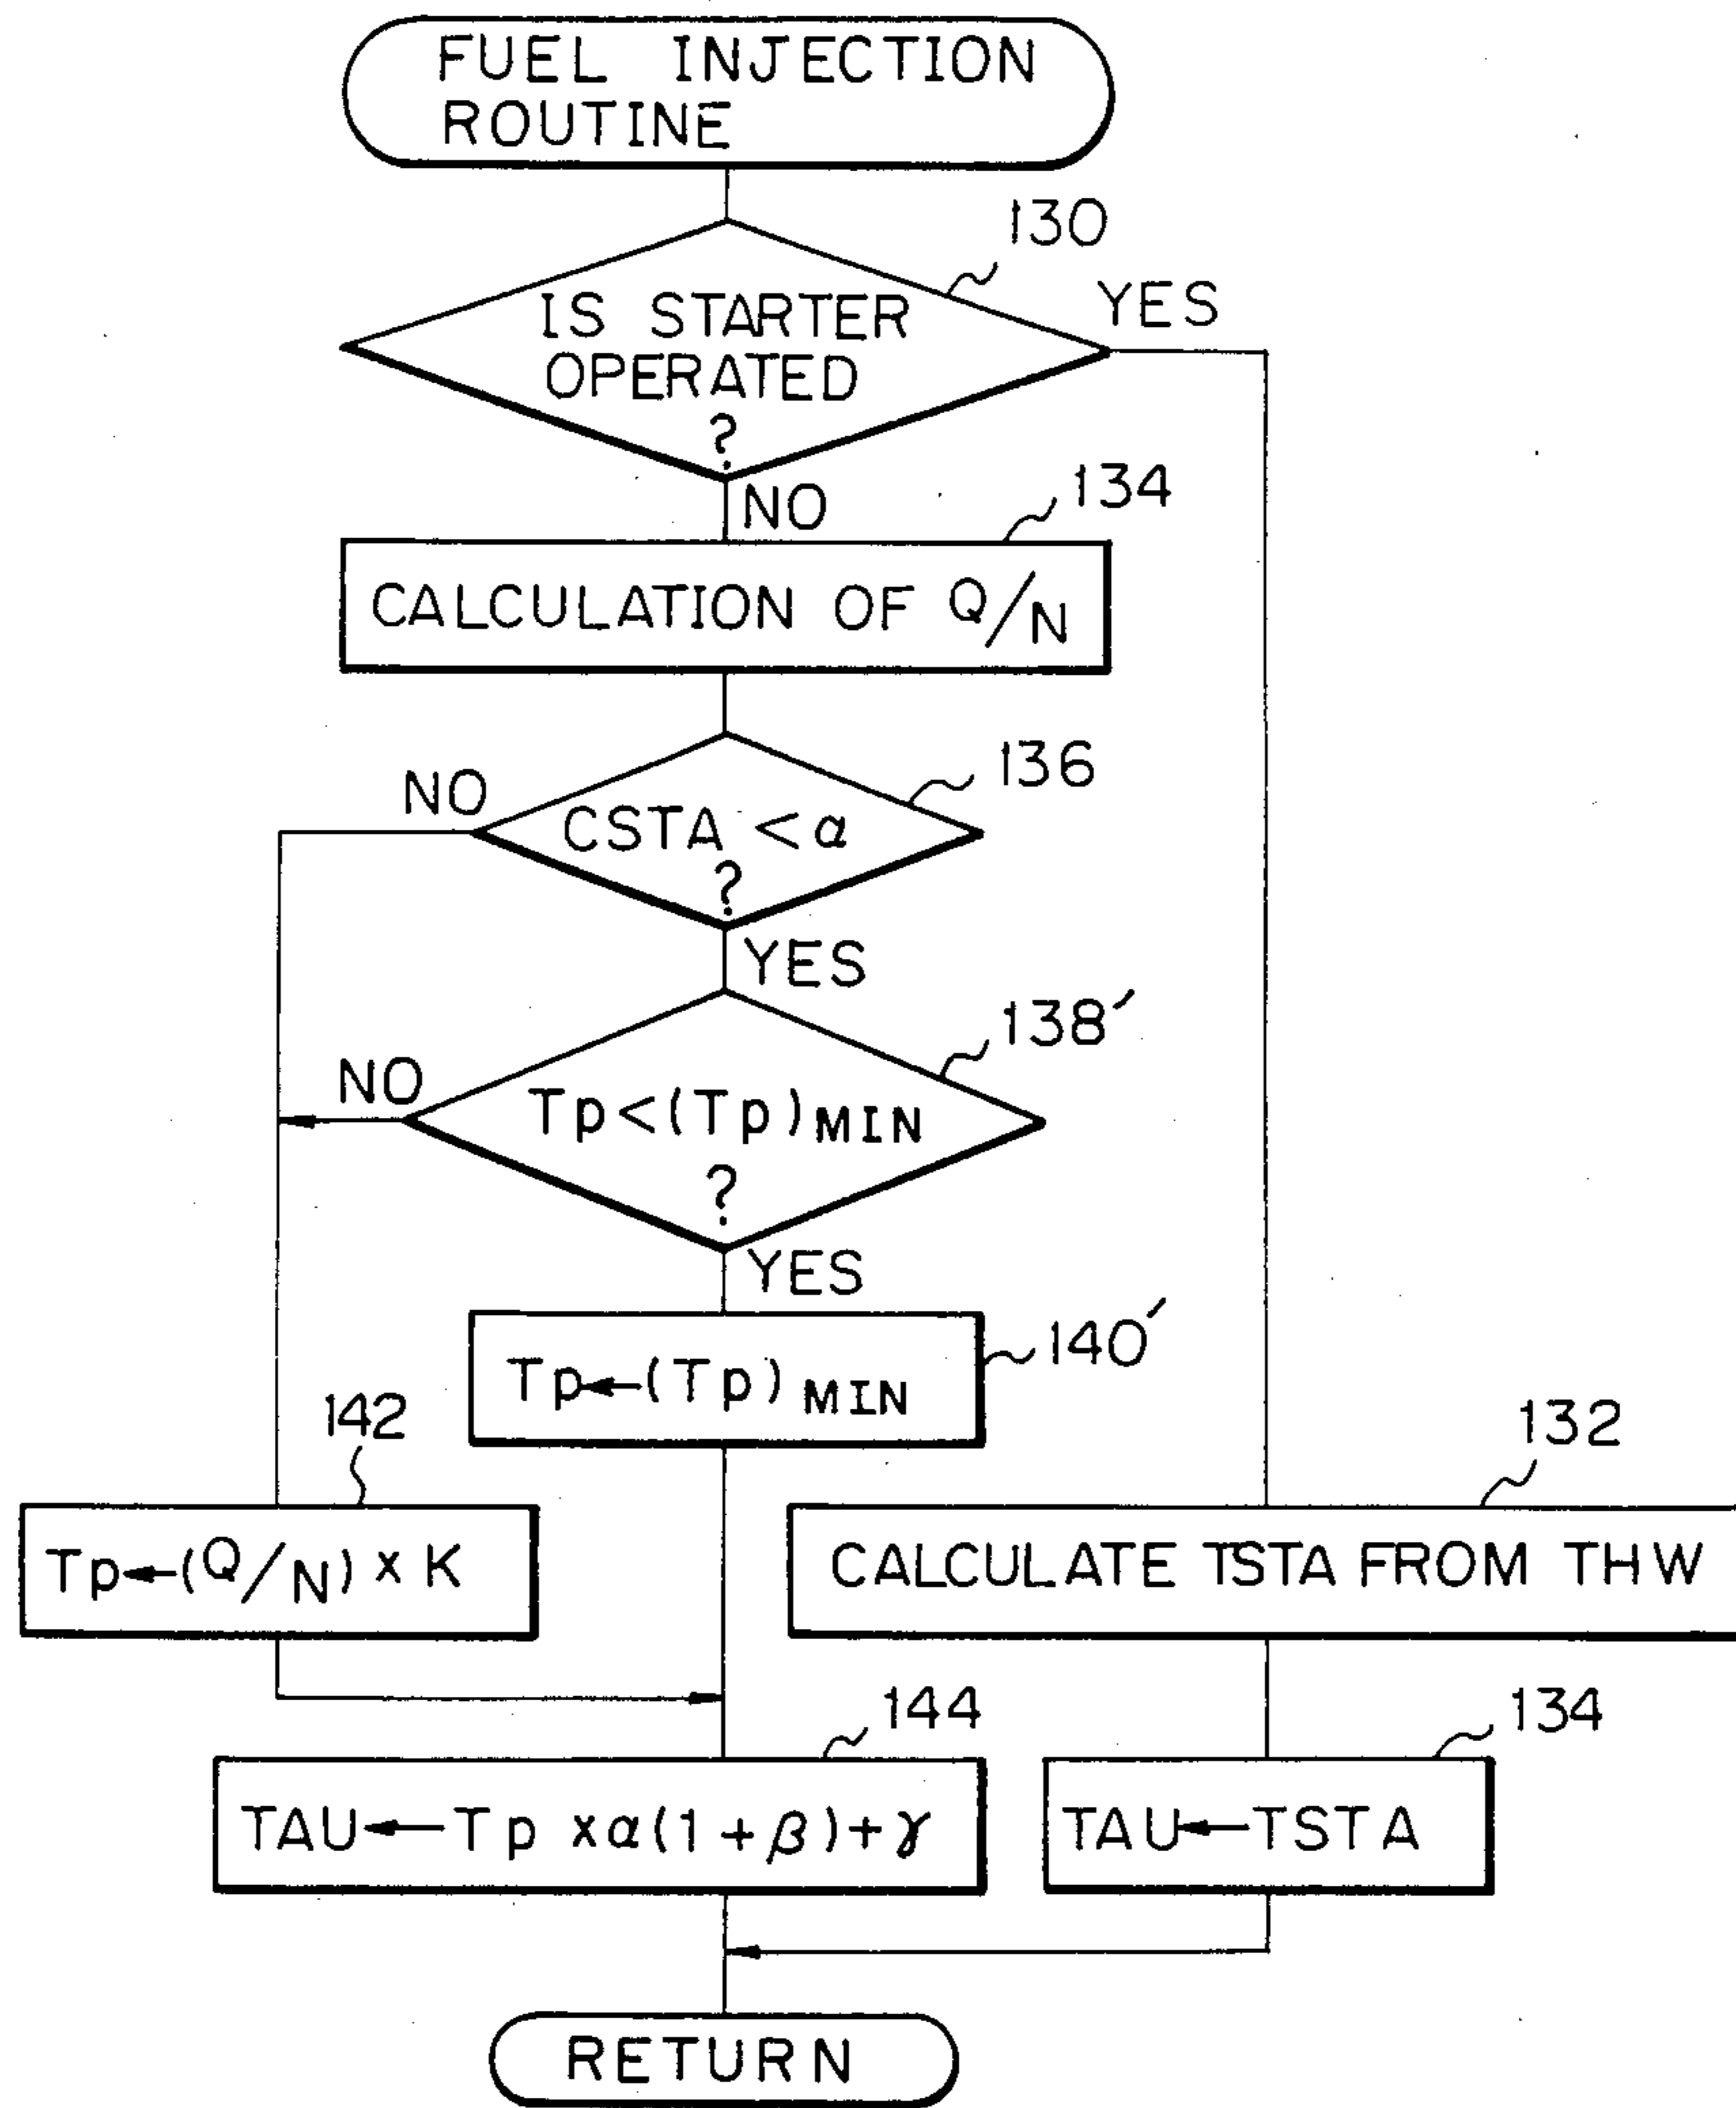 FUEL INJECTION
ROUTINE
130
IS STARTER
OPERATED
?
YES
NO
134
CALCULATION OF Q/N
136
NO
CSTA < α
?
YES
138'
NO
Tp<(Tp)MIN
?
YES
140'
Tp←(Tp)MIN
142
Tp←(Q/N) x K
132
CALCULATE TSTA FROM THW
144
TAU←Tp xα(1+β)+γ
134
TAU←TSTA
RETURN